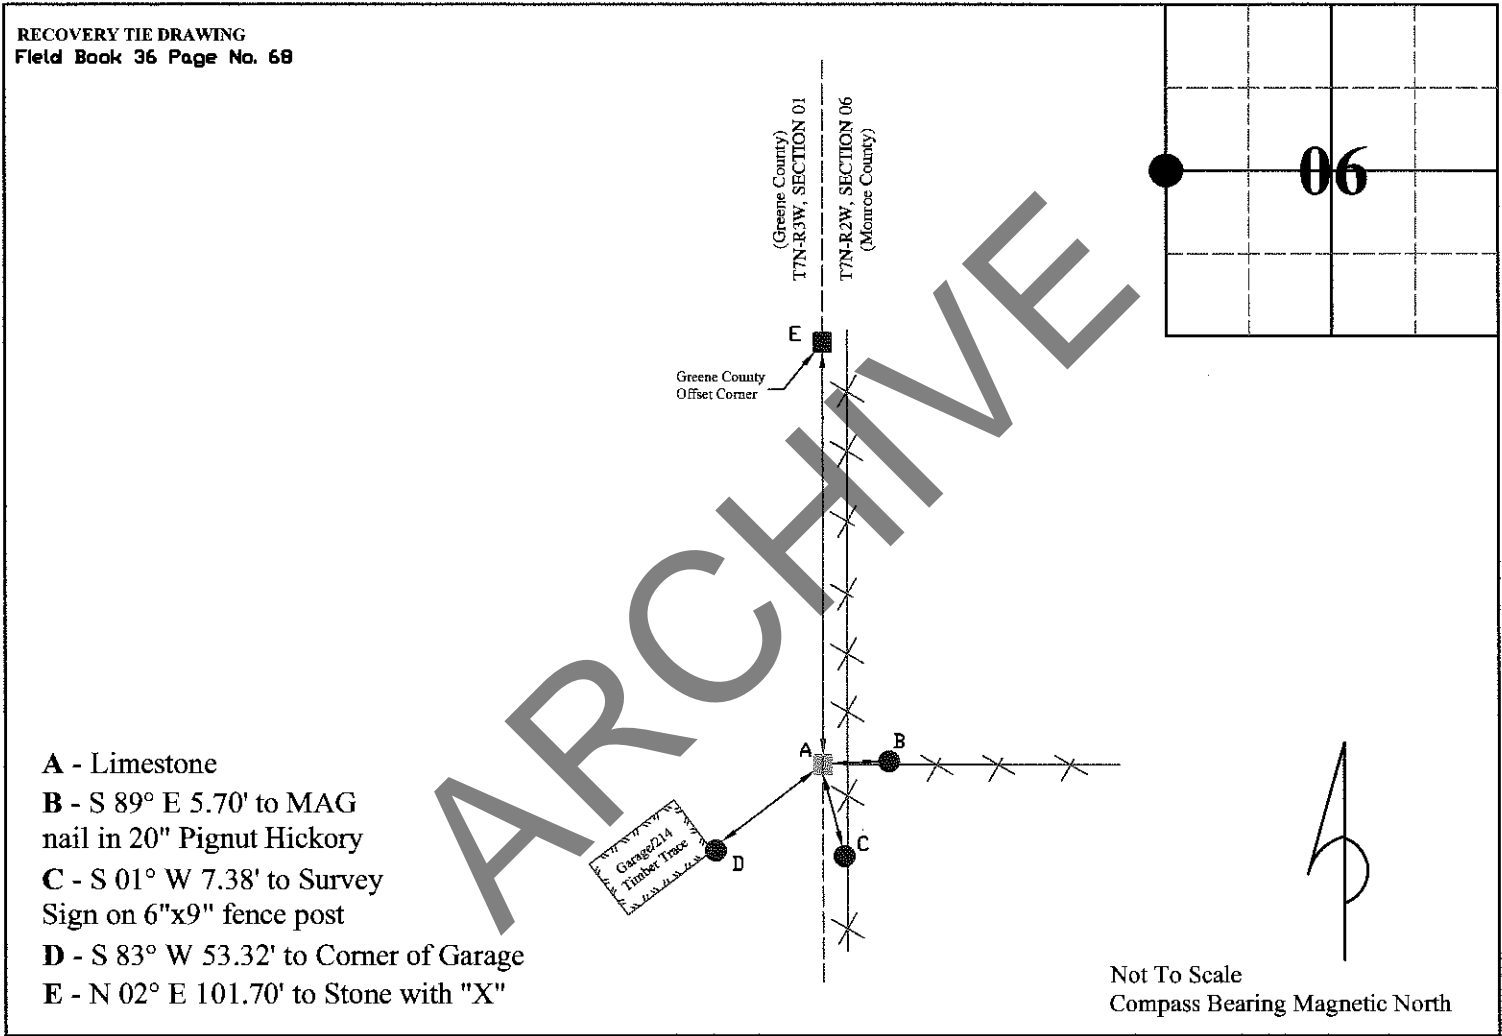 RECOVERY TIE DRAWING
Field Book 36 Page No. 68
(Greene County)
T7N-R3W, SECTION 01
T7N-R2W, SECTION 06
(Monroe County)
06
E
Greene County
Offset Corner
ARCHIVE
A
B
C
D
Garage/214
Timber Trace
A - Limestone
B - S 89° E 5.70' to MAG
nail in 20" Pignut Hickory
C - S 01° W 7.38' to Survey
Sign on 6"x9" fence post
D - S 83° W 53.32' to Corner of Garage
E - N 02° E 101.70' to Stone with "X"
Not To Scale
Compass Bearing Magnetic North